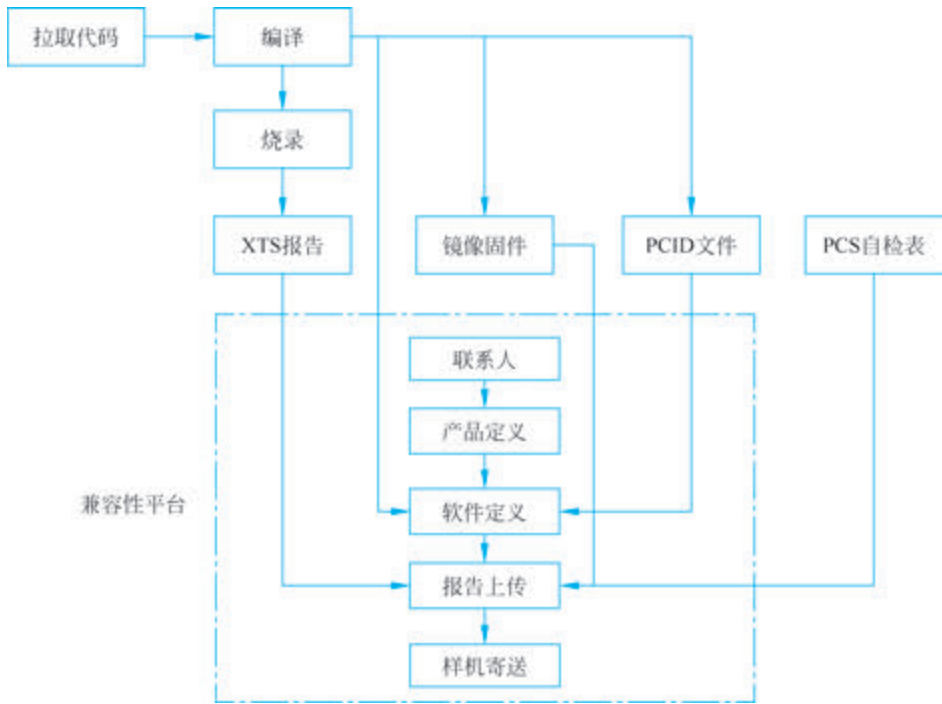 拉取代码
编译
烧录
XTS报告
镜像固件
PCID文件
PCS自检表
联系人
产品定义
兼容性平台
软件定义
报告上传
样机寄送